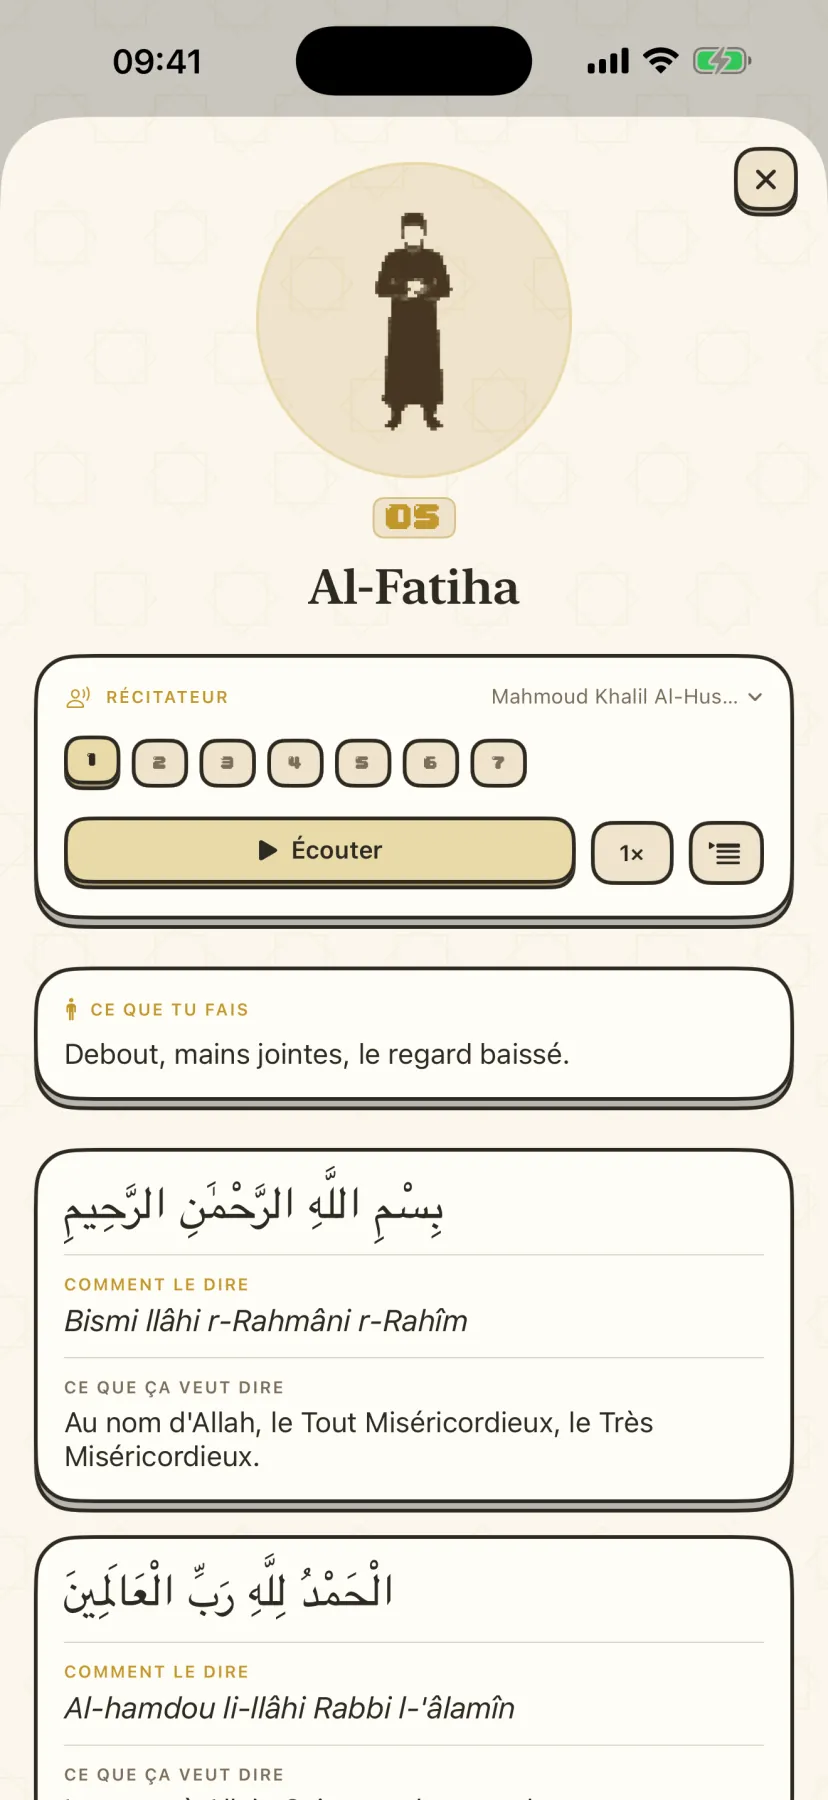 09:41
05
Al-Fatiha
RÉCITATEUR
Mahmoud Khalil Al-Hus...
1 2 3 4 5 6 7
Écouter
1×
CE QUE TU FAIS
Debout, mains jointes, le regard baissé.
بِسْمِ اللَّهِ الرَّحْمَٰنِ الرَّحِيمِ
COMMENT LE DIRE
Bismi llâhi r-Rahmâni r-Rahîm
CE QUE ÇA VEUT DIRE
Au nom d'Allah, le Tout Miséricordieux, le Très
Miséricordieux.
الْحَمْدُ لِلَّهِ رَبِّ الْعَالَمِينَ
COMMENT LE DIRE
Al-hamdou li-llâhi Rabbi l-'âlamîn
CE QUE ÇA VEUT DIRE